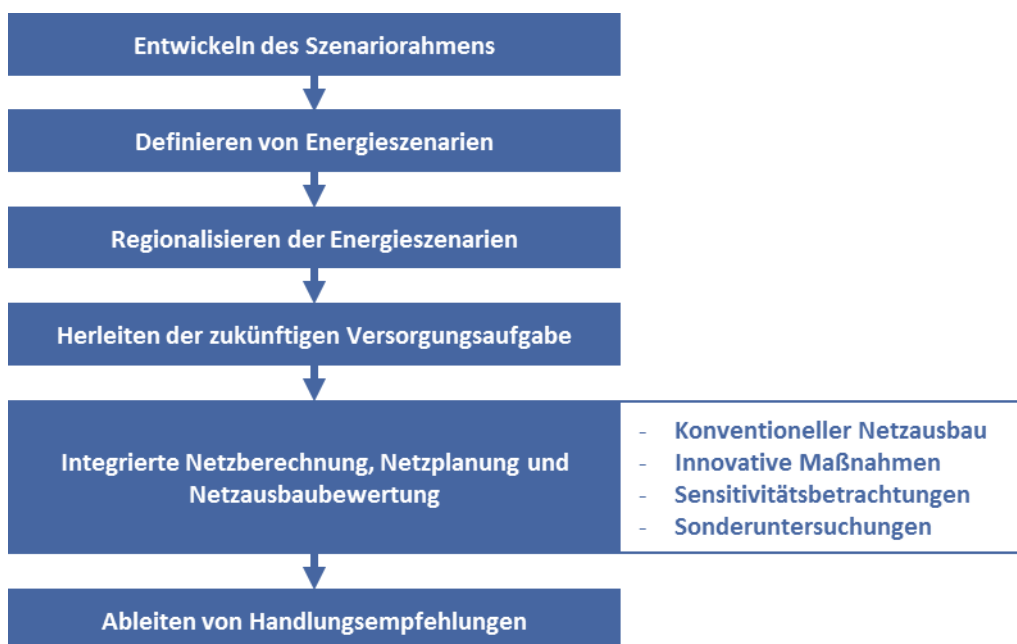 Entwickeln des Szenariorahmens
Definieren von Energieszenarien
Regionalisieren der Energieszenarien
Herleiten der zukünftigen Versorgungsaufgabe
Integrierte Netzberechnung, Netzplanung und
Netzausbaubewertung
- Konventioneller Netzausbau
- Innovative Maßnahmen
- Sensitivitätsbetrachtungen
- Sonderuntersuchungen
Ableiten von Handlungsempfehlungen